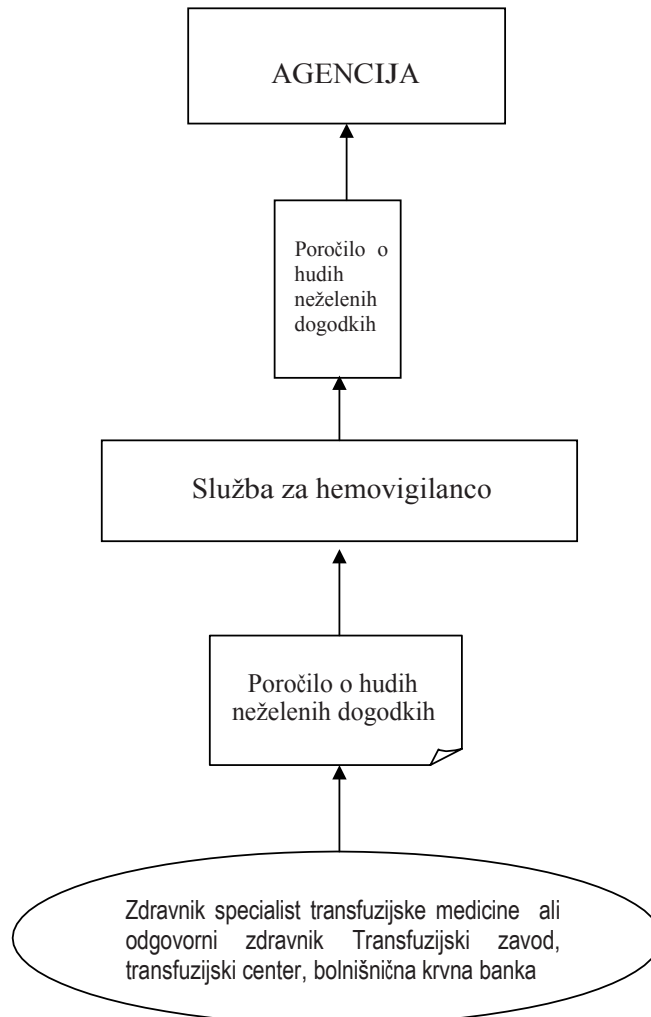 AGENCIJA
Poročilo o
hudih
neželenih
dogodkih
Služba za hemovigilanco
Poročilo o hudih
neželenih dogodkih
Zdravnik specialist transfuzijske medicine ali
odgovorni zdravnik Transfuzijski zavod,
transfuzijski center, bolnišnična krvna banka